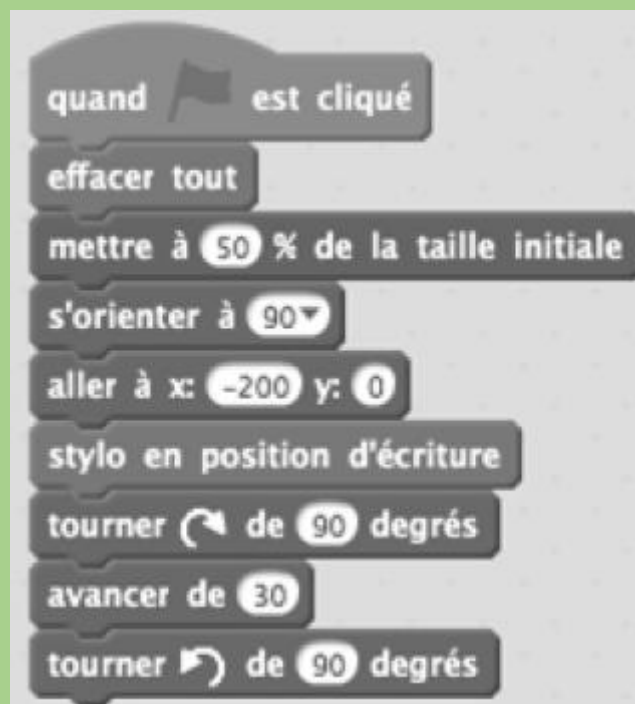 quand est cliqué
effacer tout
mettre à 50 % de la taille initiale
s'orienter à 90
aller à x: -200 y: 0
stylo en position d'écriture
tourner de 90 degrés
avancer de 30
tourner de 90 degrés